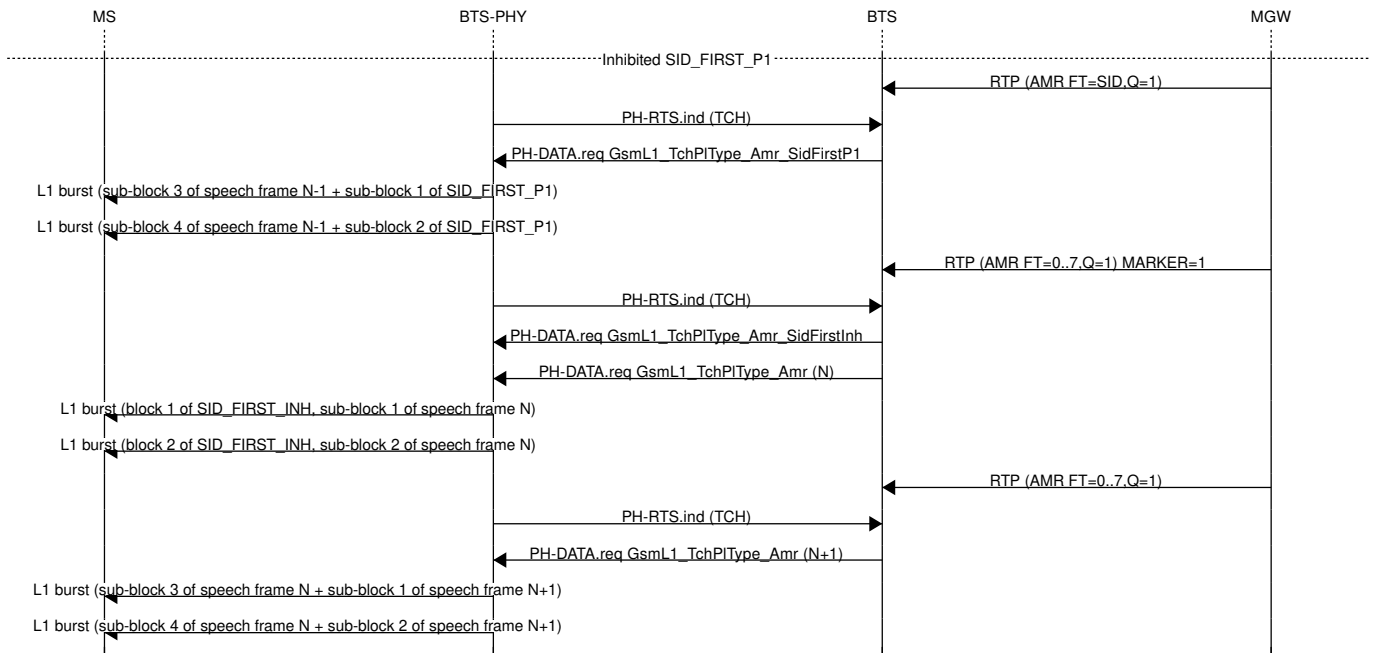 MS BTS-PHY BTS MGW
Inhibited SID_FIRST_P1
RTP (AMR FT=SID,Q=1)
PH-RTS.ind (TCH)
PH-DATA.req GsmL1_TchPlType_Amr_SidFirstP1
L1 burst (sub-block 3 of speech frame N-1 + sub-block 1 of SID_FIRST_P1)
L1 burst (sub-block 4 of speech frame N-1 + sub-block 2 of SID_FIRST_P1)
RTP (AMR FT=0..7,Q=1) MARKER=1
PH-RTS.ind (TCH)
PH-DATA.req GsmL1_TchPlType_Amr_SidFirstInh
PH-DATA.req GsmL1_TchPlType_Amr (N)
L1 burst (block 1 of SID_FIRST_INH, sub-block 1 of speech frame N)
L1 burst (block 2 of SID_FIRST_INH, sub-block 2 of speech frame N)
RTP (AMR FT=0..7,Q=1)
PH-RTS.ind (TCH)
PH-DATA.req GsmL1_TchPlType_Amr (N+1)
L1 burst (sub-block 3 of speech frame N + sub-block 1 of speech frame N+1)
L1 burst (sub-block 4 of speech frame N + sub-block 2 of speech frame N+1)